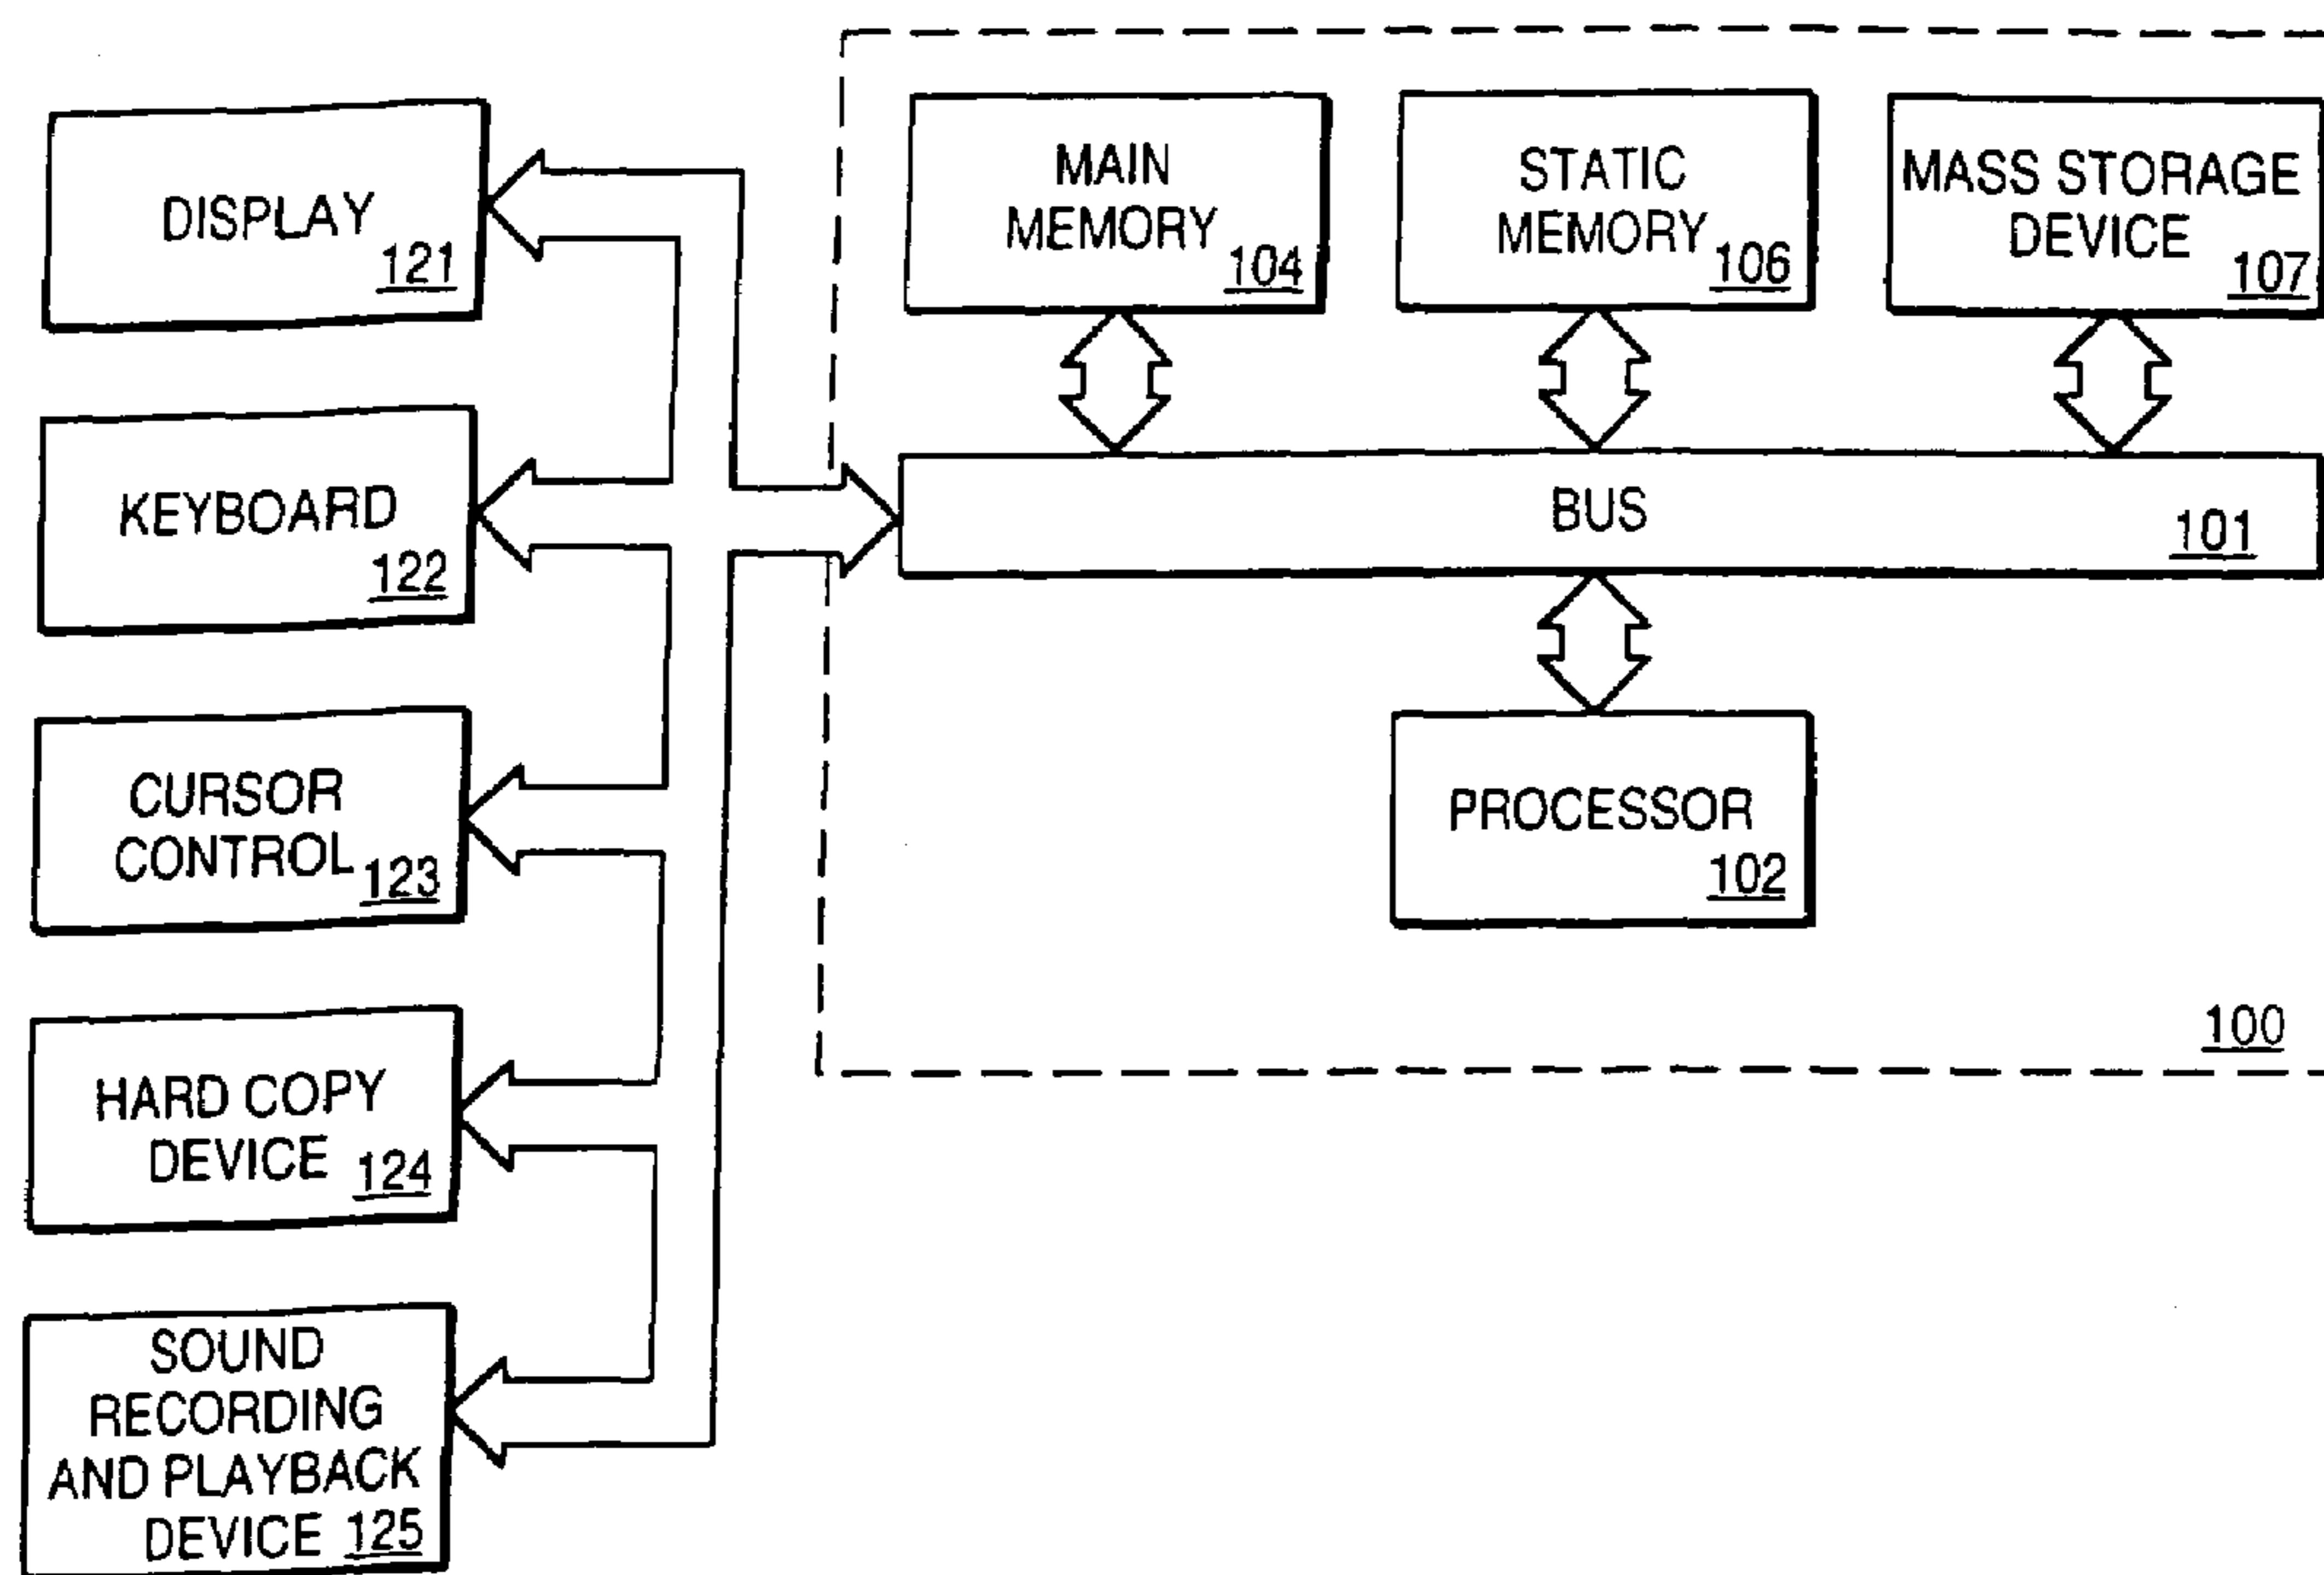 DISPLAY
121
KEYBOARD
122
CURSOR
CONTROL 123
HARD COPY
DEVICE 124
SOUND
RECORDING
AND PLAYBACK
DEVICE 125
MAIN
MEMORY
104
STATIC
MEMORY
106
MASS STORAGE
DEVICE
107
BUS
101
PROCESSOR
102
100